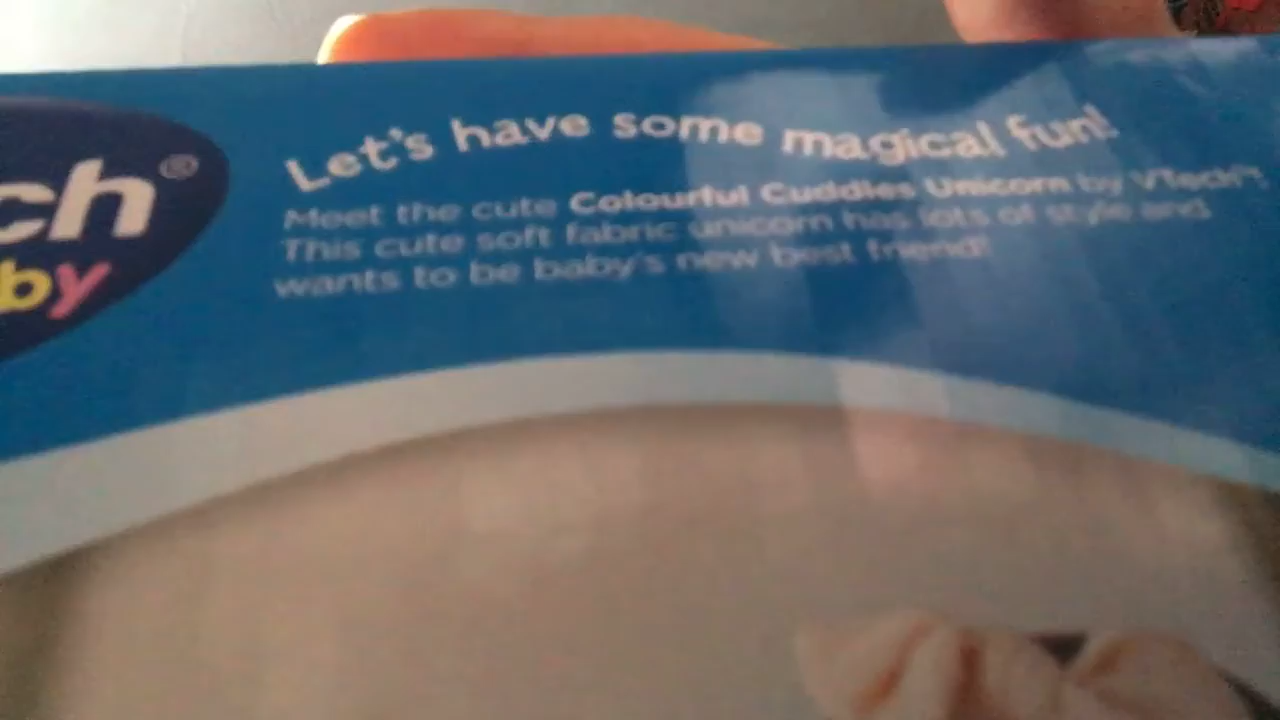 ch®
by
Let's have some magical fun!
Meet the cute Colourful Cuddles Unicorn by VTech®!
This cute soft fabric unicorn has lots of style and
wants to be baby's new best friend!